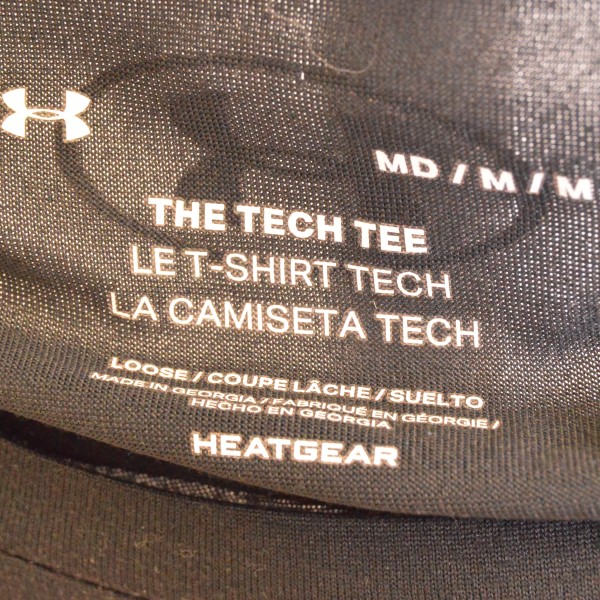 MD / M / M
THE TECH TEE
LE T-SHIRT TECH
LA CAMISETA TECH
LOOSE / COUPE LÂCHE / SUELTO
MADE IN GEORGIA / FABRIQUÉ EN GÉORGIE /
HECHO EN GEORGIA
HEATGEAR